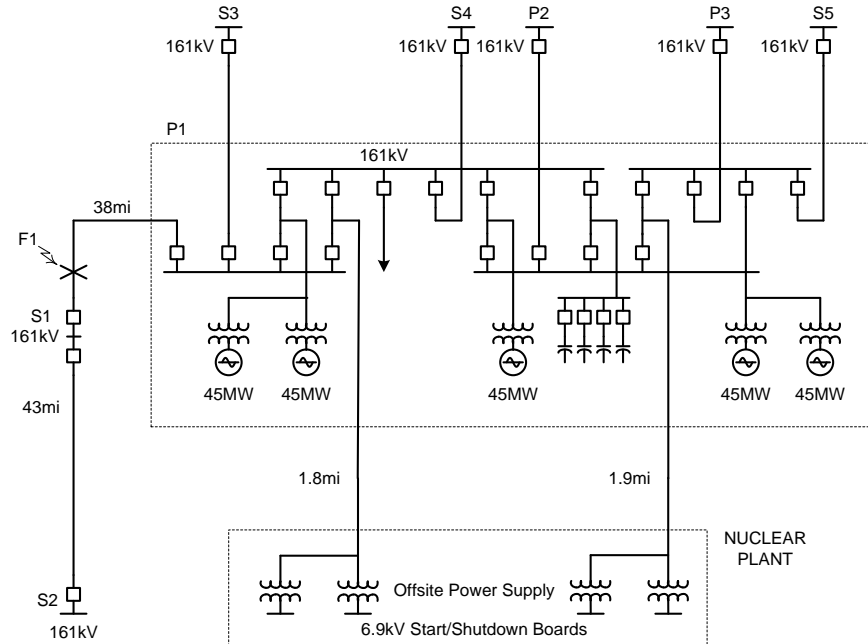 S3
S4
P2
P3
S5
161kV
161kV
161kV
161kV
161kV
P1
161kV
38mi
F1
S1
161kV
45MW
45MW
45MW
45MW
45MW
43mi
1.8mi
1.9mi
NUCLEAR
PLANT
Offsite Power Supply
S2
161kV
6.9kV Start/Shutdown Boards